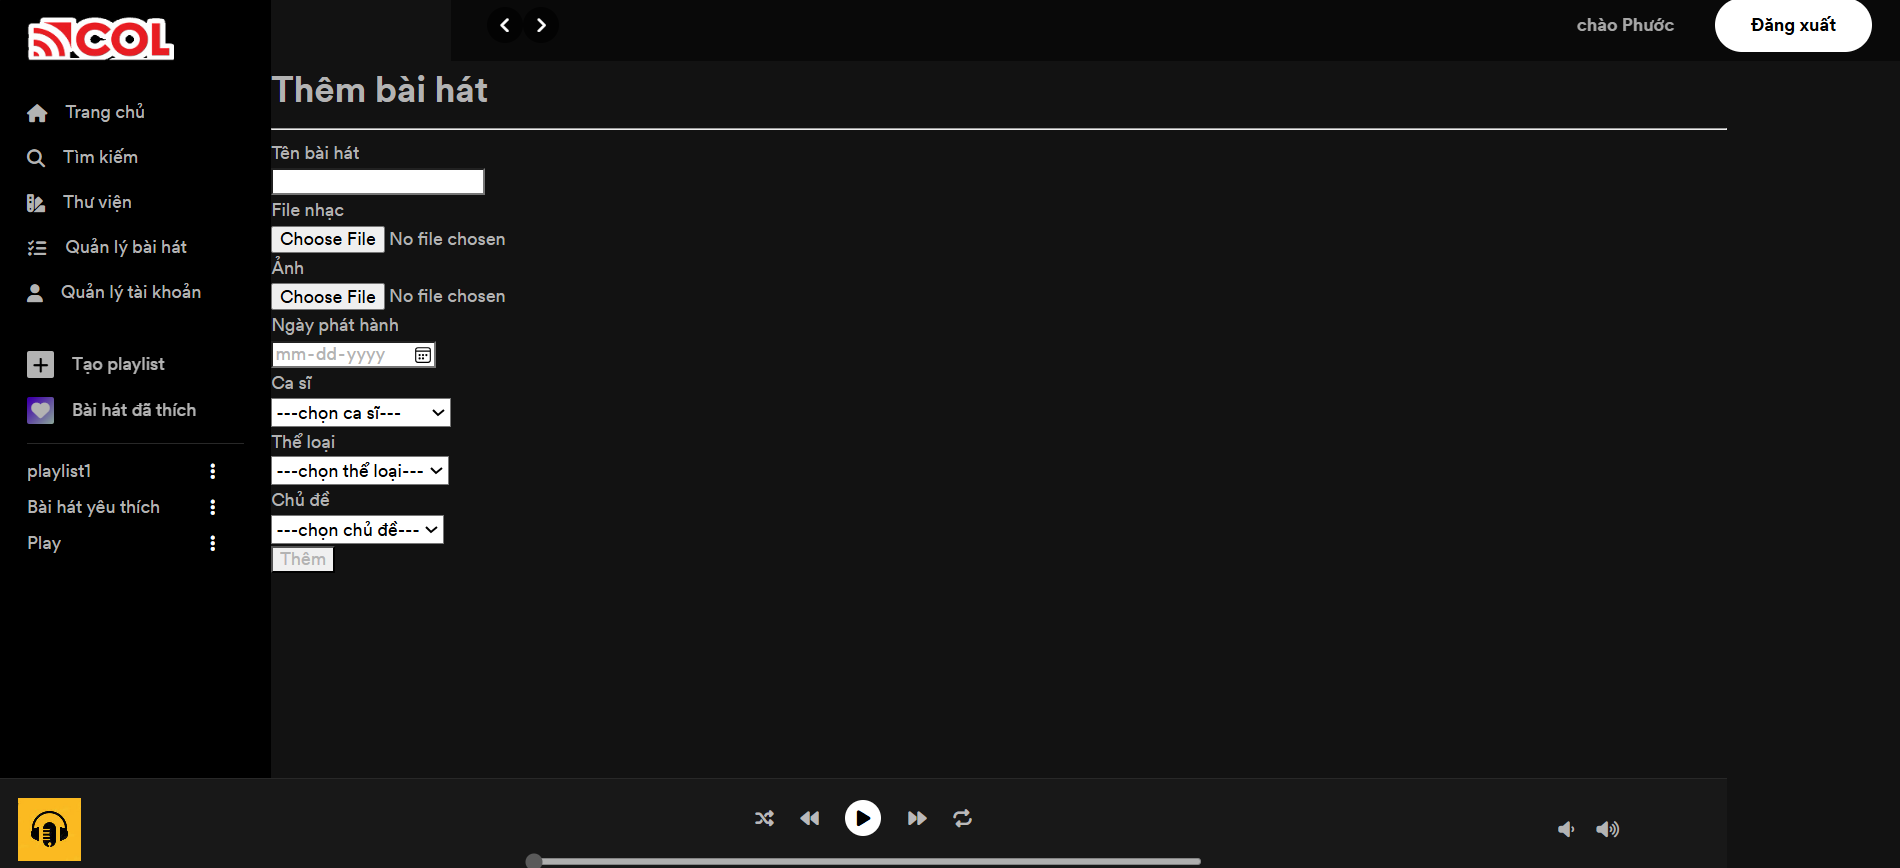 COL
Trang chủ
Tìm kiếm
Thư viện
Quản lý bài hát
Quản lý tài khoản
Tạo playlist
Bài hát đã thích
playlist1
Bài hát yêu thích
Play
chào Phước
Đăng xuất
Thêm bài hát
Tên bài hát
File nhạc
Choose File No file chosen
Ảnh
Choose File No file chosen
Ngày phát hành
mm-dd-yyyy
Ca sĩ
---chọn ca sĩ---
Thể loại
---chọn thể loại---
Chủ đề
---chọn chủ đề---
Thêm